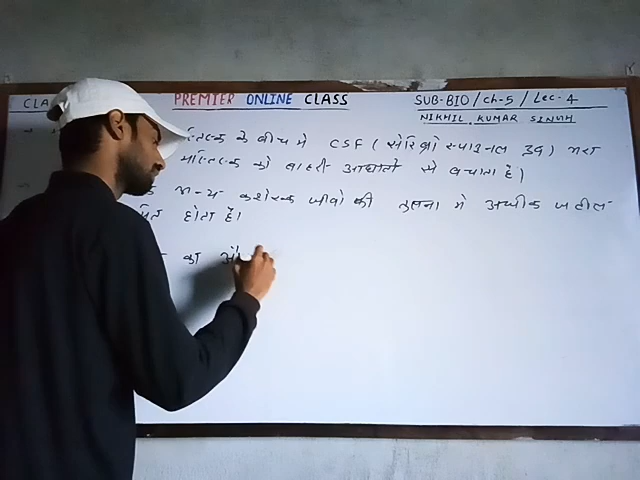 CLA PREMIER ONLINE CLASS SUB-BIO/ch-5/Lec-4
NIKHIL KUMAR SINGH
के बीच में CSF (सेरिब्रो स्पाइनल द्रव) भरा
मस्तिष्क को बाहरी आघातो से बचाता है।
कशेरूक जीवों की तुलना में अधिक जटील
होता है।
का